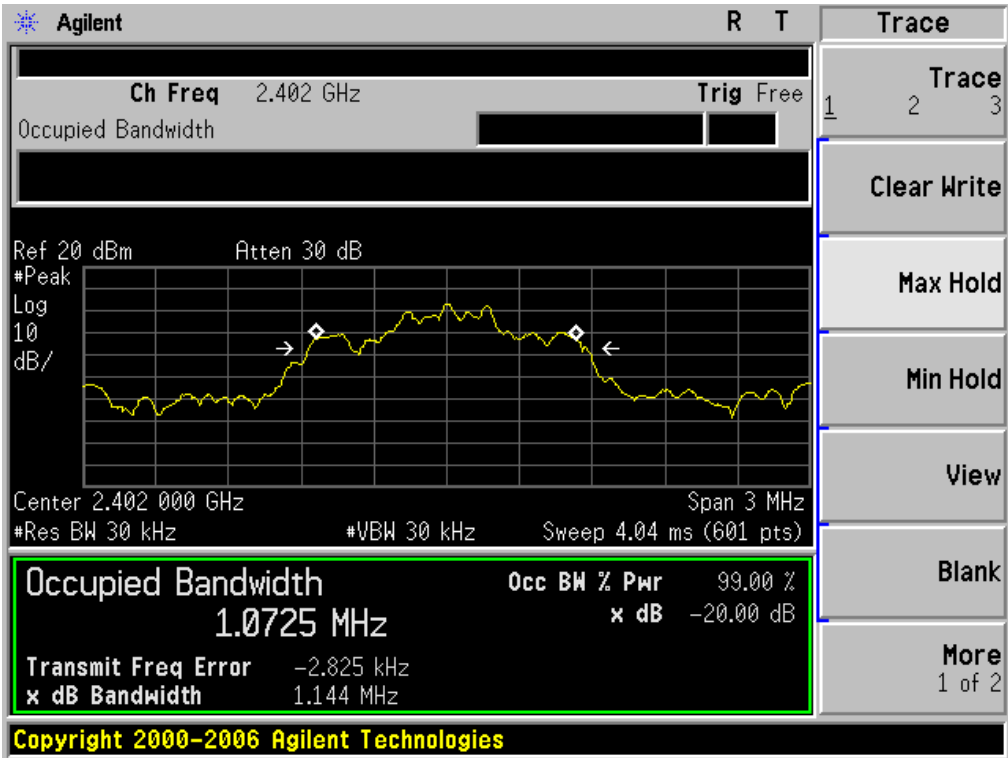 Agilent R T
Ch Freq 2.402 GHz Trig Free
Occupied Bandwidth
Ref 20 dBm Atten 30 dB
#Peak
Log
10
dB/
Center 2.402 000 GHz Span 3 MHz
#Res BW 30 kHz #VBW 30 kHz Sweep 4.04 ms (601 pts)
Occupied Bandwidth Occ BW % Pwr 99.00 %
1.0725 MHz x dB -20.00 dB
Transmit Freq Error -2.825 kHz
x dB Bandwidth 1.144 MHz
Copyright 2000-2006 Agilent Technologies
Trace
Trace
1 2 3
Clear Write
Max Hold
Min Hold
View
Blank
More
1 of 2